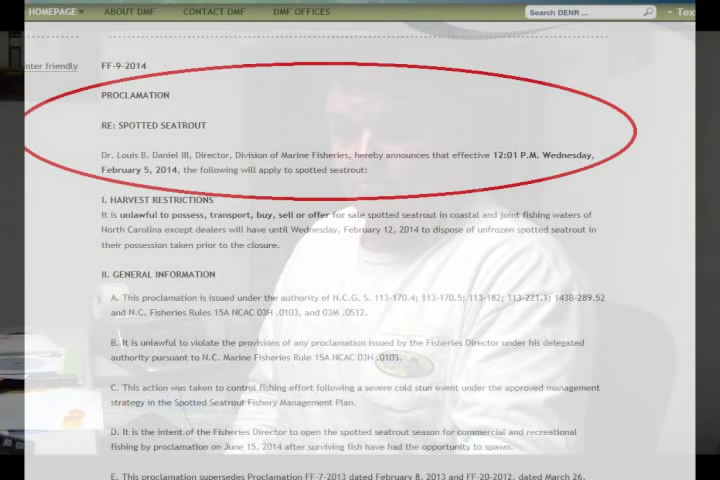 HOMEPAGE ABOUT DMF CONTACT DMF DMF OFFICES Search DENR ... - Tex
nter friendly
FF-9-2014
PROCLAMATION
RE: SPOTTED SEATROUT
Dr. Louis B. Daniel III, Director, Division of Marine Fisheries, hereby announces that effective 12:01 P.M. Wednesday,
February 5, 2014, the following will apply to spotted seatrout:
I. HARVEST RESTRICTIONS
It is unlawful to possess, transport, buy, sell or offer for sale spotted seatrout in coastal and joint fishing waters of
North Carolina except dealers will have until Wednesday, February 12, 2014 to dispose of unfrozen spotted seatrout in
their possession taken prior to the closure.
II. GENERAL INFORMATION
A. This proclamation is issued under the authority of N.C.G. S. 113-170.4; 113-170.5; 113-182; 113-221.1; 143B-289.52
and N.C. Fisheries Rules 15A NCAC 03H .0103, and 03M .0512.
B. It is unlawful to violate the provisions of any proclamation issued by the Fisheries Director under his delegated
authority pursuant to N.C. Marine Fisheries Rule 15A NCAC 03H .0103.
C. This action was taken to control fishing effort following a severe cold stun event under the approved management
strategy in the Spotted Seatrout Fishery Management Plan.
D. It is the intent of the Fisheries Director to open the spotted seatrout season for commercial and recreational
fishing by proclamation on June 15, 2014 after surviving fish have had the opportunity to spawn.
E. This proclamation supersedes Proclamation FF-7-2013 dated February 8, 2013 and FF-20-2012, dated March 26,